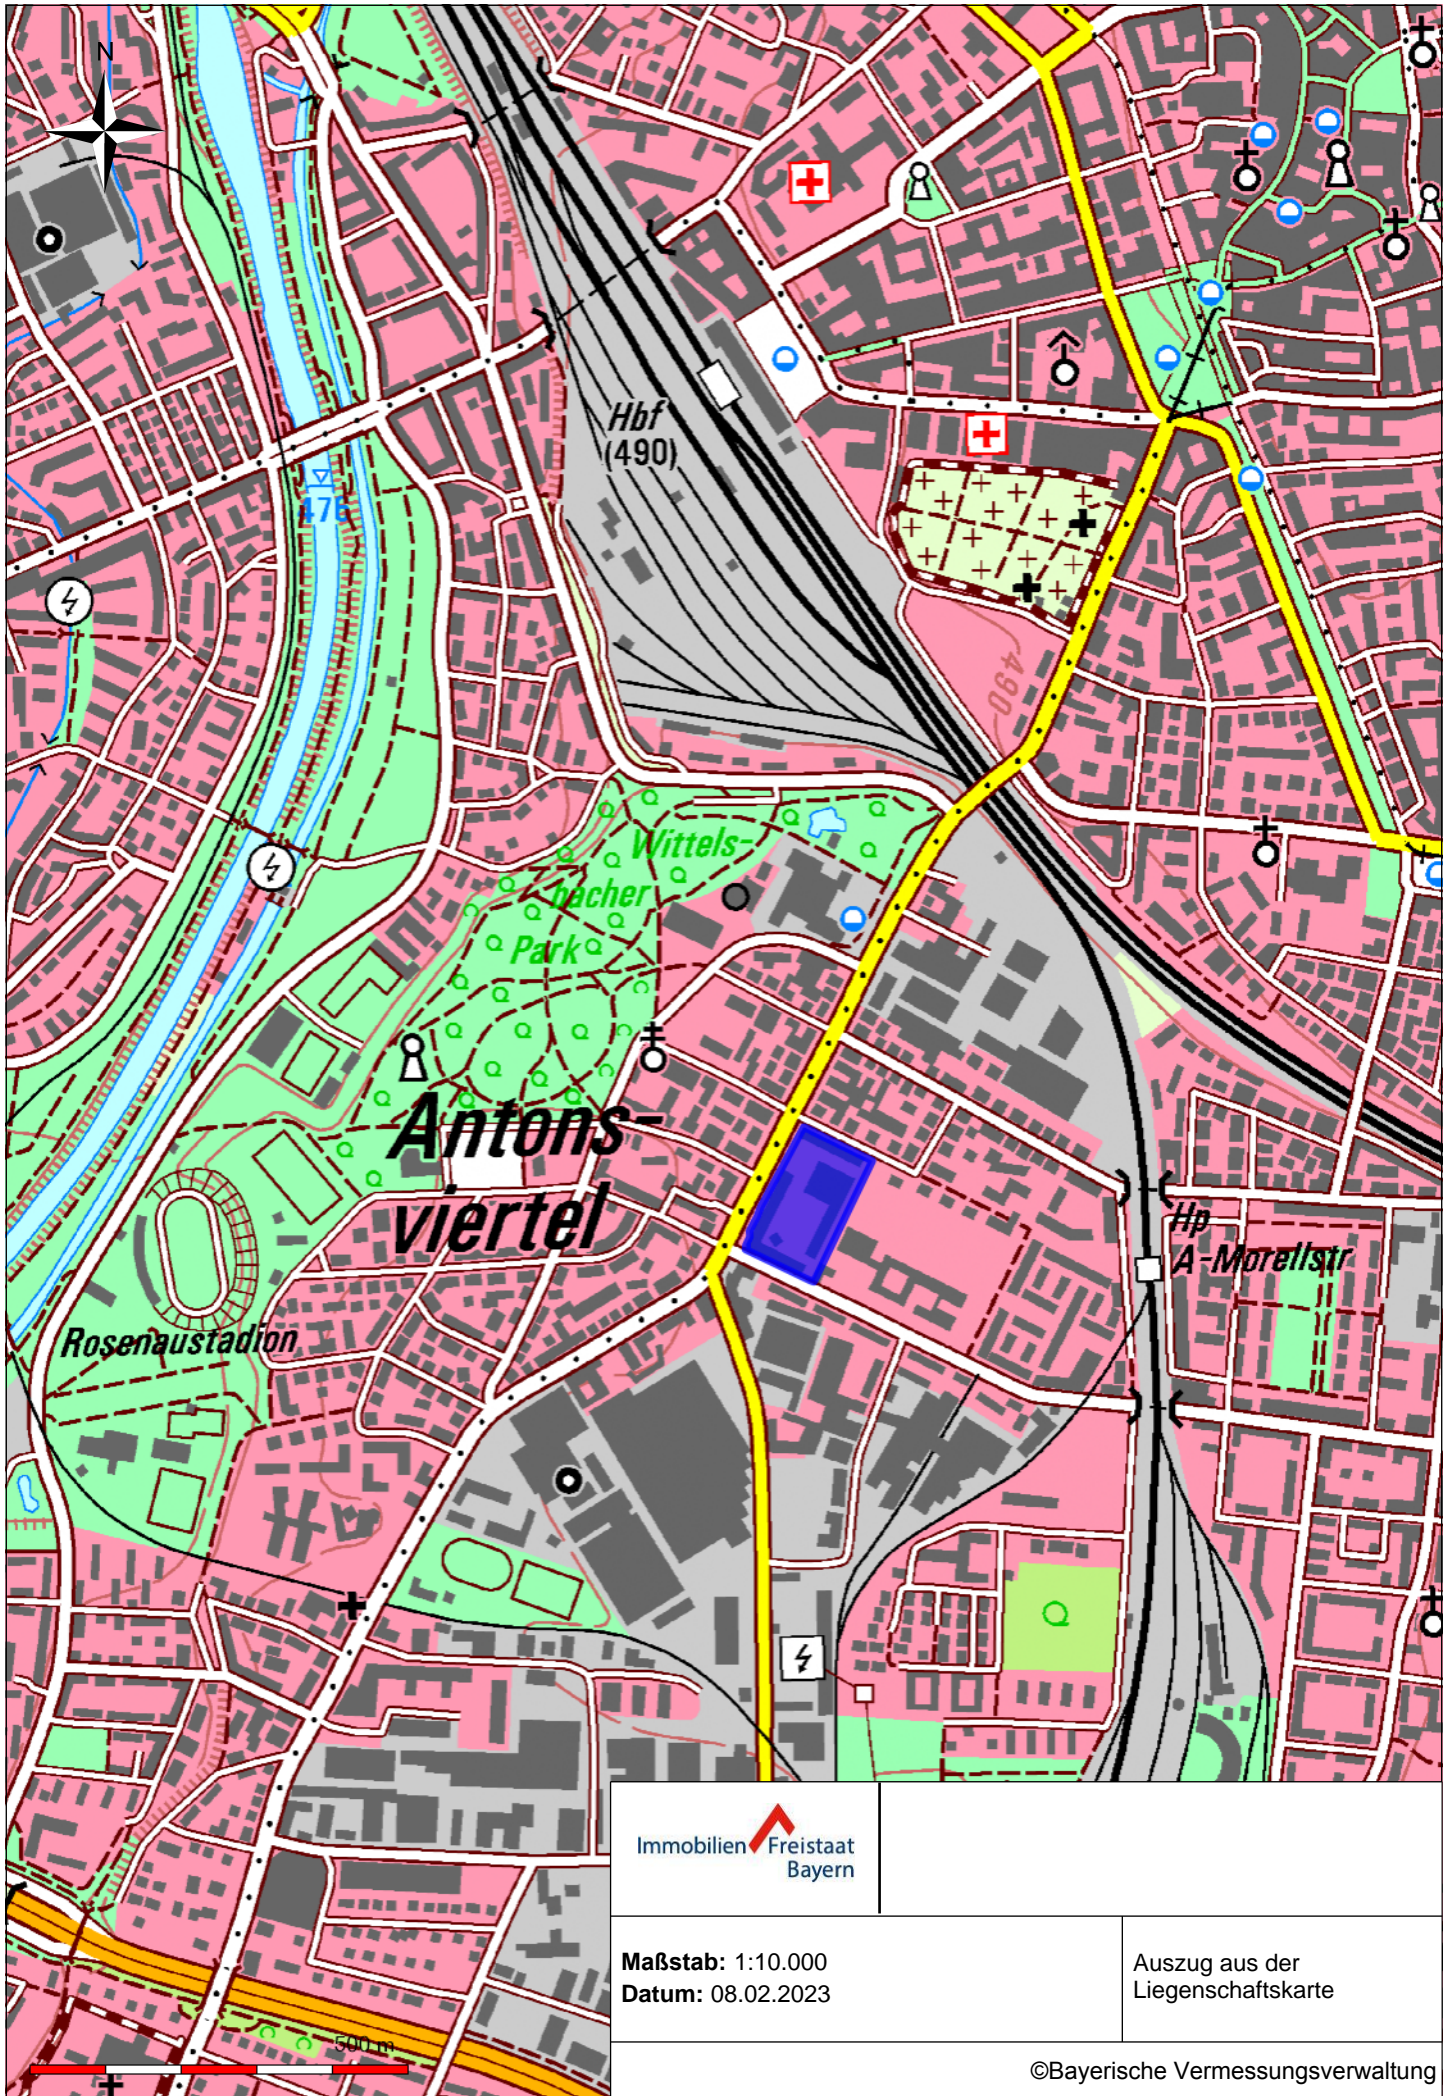 N
Hbf
(490)
476
490
Wittels-
bacher
Park
Antons-
viertel
Hp
A-Morellstr
Rosenaustadion
Immobilien Freistaat
Bayern
Maßstab: 1:10.000
Datum: 08.02.2023
Auszug aus der
Liegenschaftskarte
500 m
©Bayerische Vermessungsverwaltung